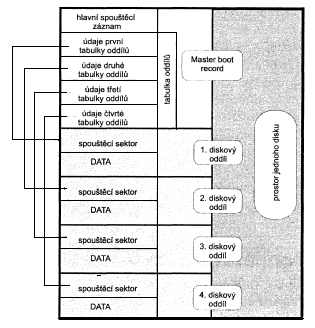 hlavní spouštěcí
záznam
údaje první
tabulky oddílů
údaje druhé
tabulky oddílů
údaje třetí
tabulky oddílů
údaje čtvrté
tabulky oddílů
tabulka oddílů
Master boot
record
spouštěcí sektor
DATA
1. diskový
oddíl
spouštěcí sektor
DATA
2. diskový
oddíl
spouštěcí sektor
DATA
3. diskový
oddíl
spouštěcí sektor
DATA
4. diskový
oddíl
prostor jednoho disku